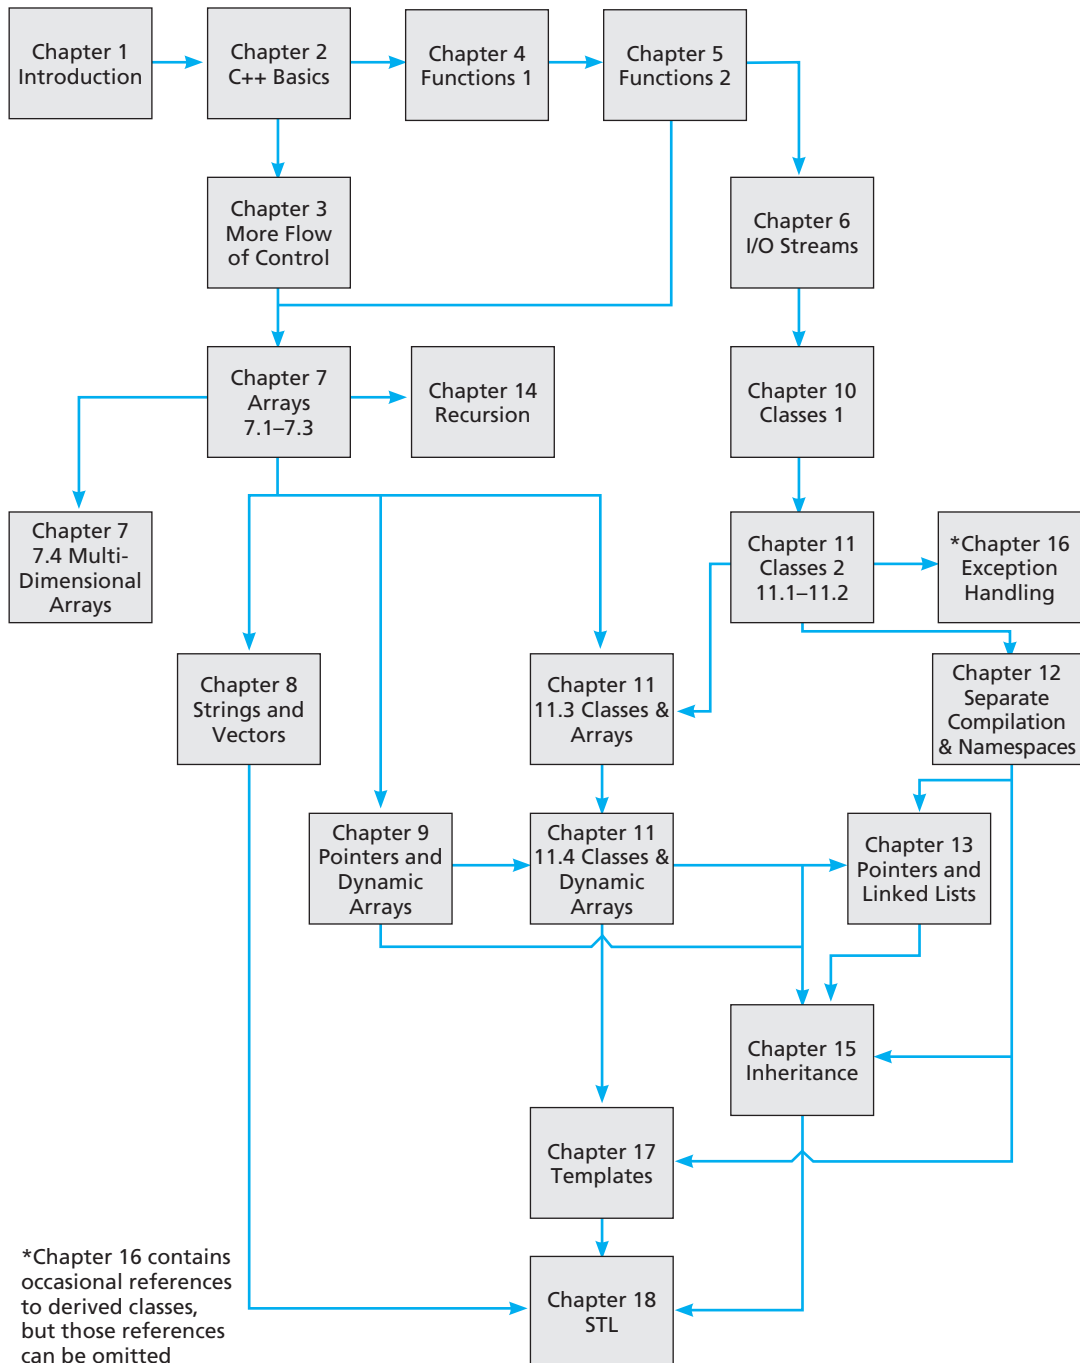 Chapter 1
Introduction
Chapter 2
C++ Basics
Chapter 4
Functions 1
Chapter 5
Functions 2
Chapter 3
More Flow
of Control
Chapter 6
I/O Streams
Chapter 7
Arrays
7.1–7.3
Chapter 14
Recursion
Chapter 10
Classes 1
Chapter 7
7.4 Multi-
Dimensional
Arrays
Chapter 11
Classes 2
11.1–11.2
*Chapter 16
Exception
Handling
Chapter 8
Strings and
Vectors
Chapter 11
11.3 Classes &
Arrays
Chapter 12
Separate
Compilation
& Namespaces
Chapter 9
Pointers and
Dynamic
Arrays
Chapter 11
11.4 Classes &
Dynamic
Arrays
Chapter 13
Pointers and
Linked Lists
Chapter 15
Inheritance
Chapter 17
Templates
Chapter 18
STL
*Chapter 16 contains
occasional references
to derived classes,
but those references
can be omitted